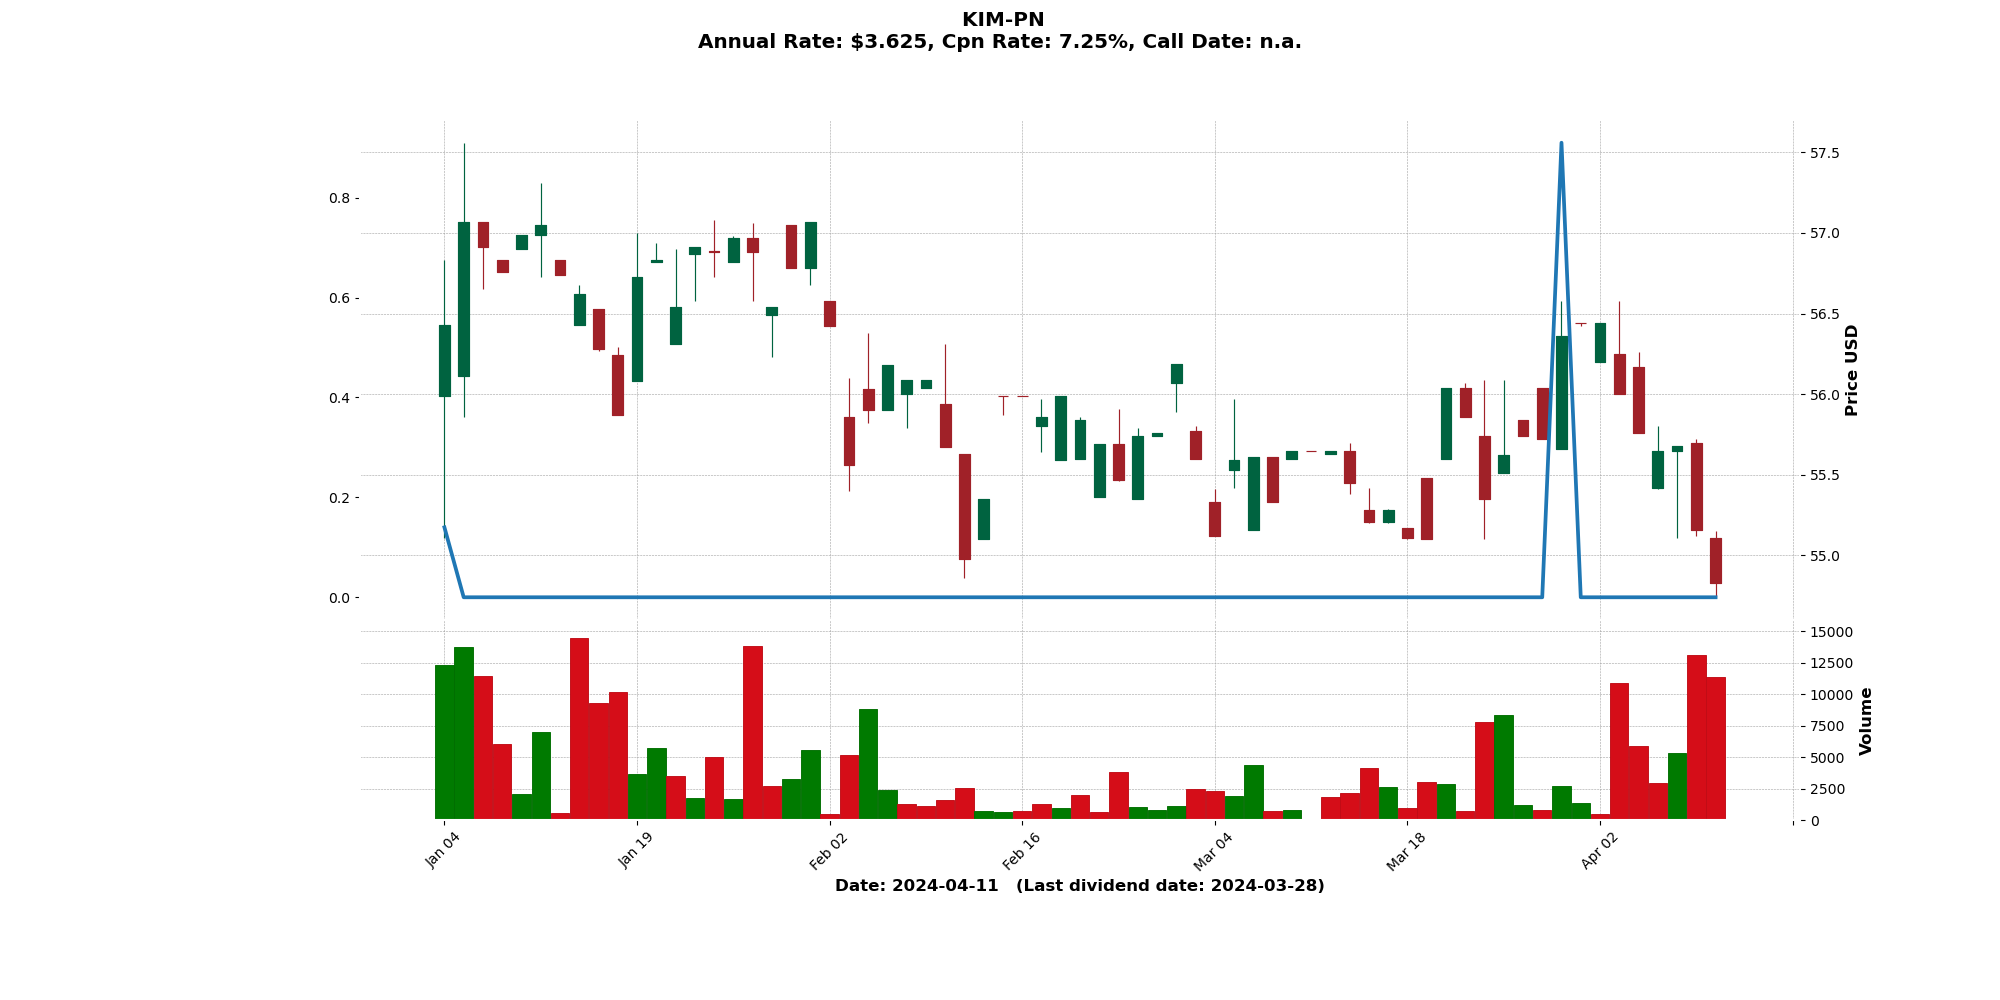 KIM-PN
Annual Rate: $3.625, Cpn Rate: 7.25%, Call Date: n.a.
0.8
0.6
0.4
0.2
0.0
57.5
57.0
56.5
56.0
55.5
55.0
Price USD
15000
12500
10000
7500
5000
2500
0
Volume
Jan 04
Jan 19
Feb 02
Feb 16
Mar 04
Mar 18
Apr 02
Date: 2024-04-11 (Last dividend date: 2024-03-28)